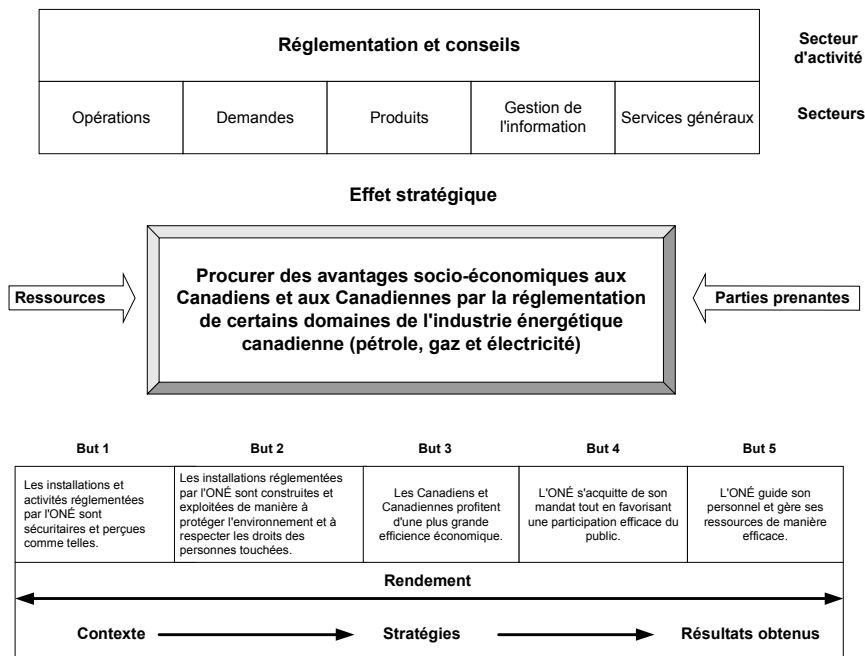 Réglementation et conseils
Secteur
d'activité
Opérations
Demandes
Produits
Gestion de
l'information
Services généraux
Secteurs
Effet stratégique
Ressources
Procurer des avantages socio-économiques aux
Canadiens et aux Canadiennes par la réglementation
de certains domaines de l'industrie énergétique
canadienne (pétrole, gaz et électricité)
Parties prenantes
But 1
But 2
But 3
But 4
But 5
Les installations et
activités réglementées
par l'ONÉ sont
sécuritaires et perçues
comme telles.
Les installations réglementées
par l'ONÉ sont construites et
exploitées de manière à
protéger l'environnement et à
respecter les droits des
personnes touchées.
Les Canadiens et
Canadiennes profitent
d'une plus grande
efficience économique.
L'ONÉ s'acquitte de son
mandat tout en favorisant
une participation efficace du
public.
L'ONÉ guide son
personnel et gère ses
ressources de manière
efficace.
Rendement
Contexte
Stratégies
Résultats obtenus